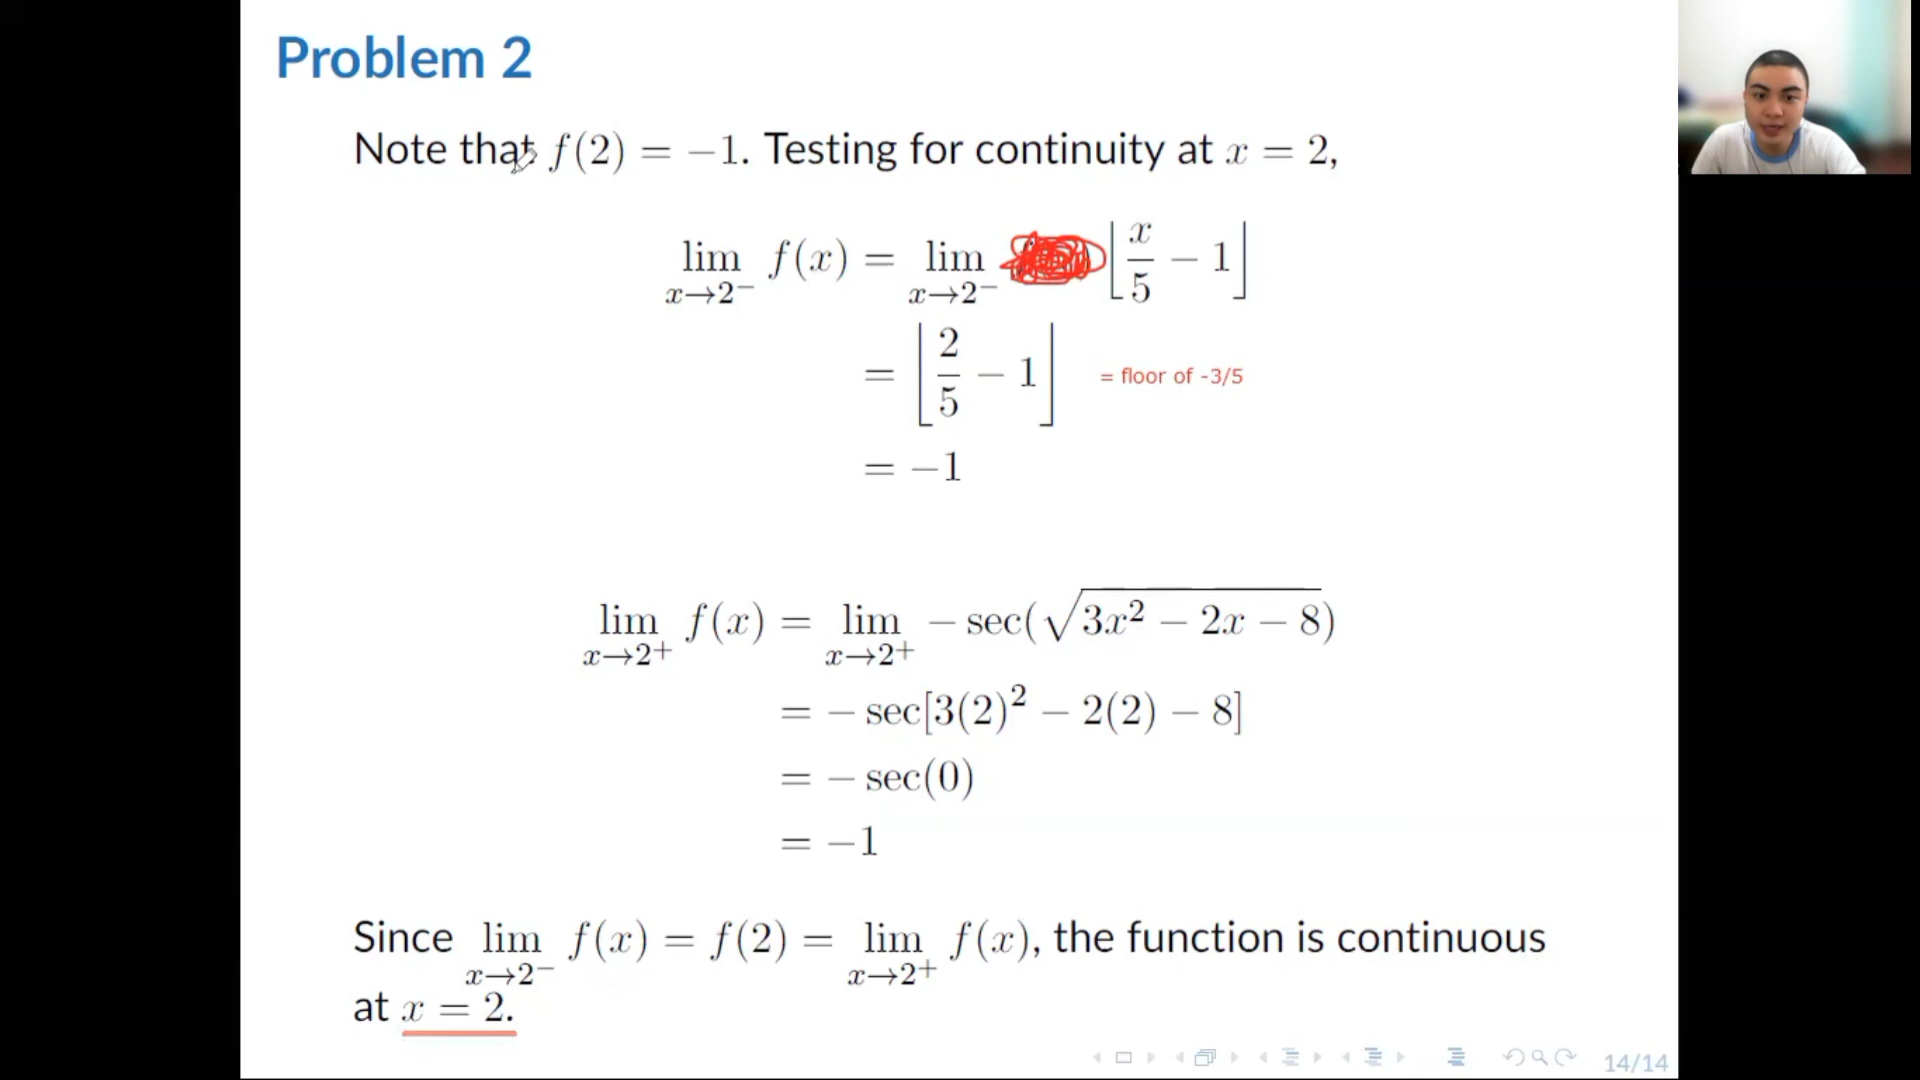 Problem 2
Note that f(2) = −1. Testing for continuity at x = 2,
lim x→2⁻ f(x) = lim x→2⁻ ⌊x/5 − 1⌋
= ⌊2/5 − 1⌋ = floor of -3/5
= −1
lim x→2⁺ f(x) = lim x→2⁺ − sec(√(3x² − 2x − 8))
= − sec[3(2)² − 2(2) − 8]
= − sec(0)
= −1
Since lim x→2⁻ f(x) = f(2) = lim x→2⁺ f(x), the function is continuous
at x = 2.
14/14